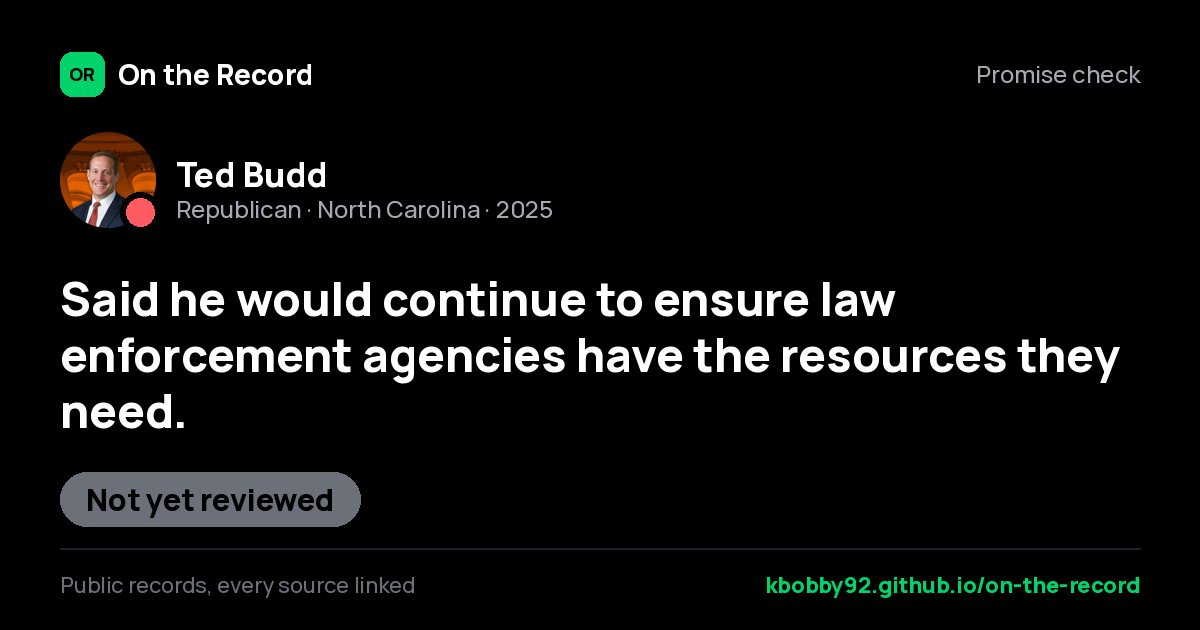 OR On the Record
Promise check
Ted Budd
Republican · North Carolina · 2025
Said he would continue to ensure law
enforcement agencies have the resources they
need.
Not yet reviewed
Public records, every source linked
kbobby92.github.io/on-the-record